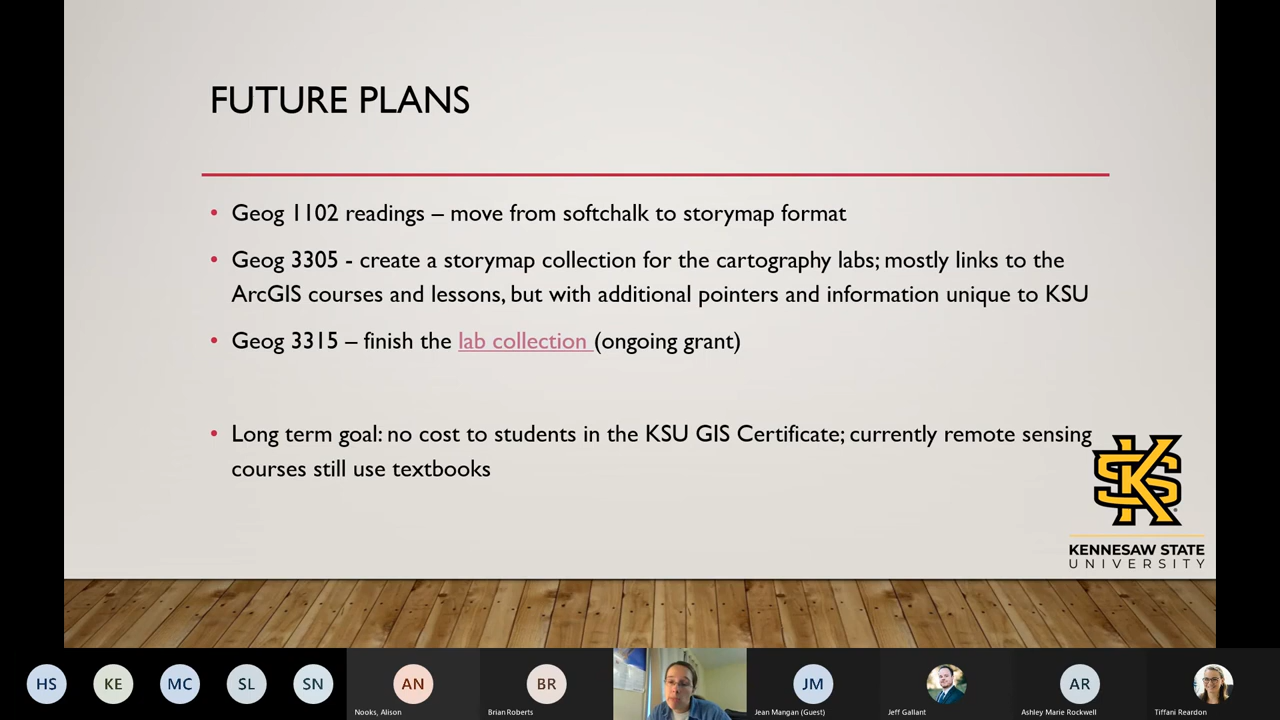 FUTURE PLANS
• Geog 1102 readings – move from softchalk to storymap format
• Geog 3305 - create a storymap collection for the cartography labs; mostly links to the
ArcGIS courses and lessons, but with additional pointers and information unique to KSU
• Geog 3315 – finish the lab collection (ongoing grant)
• Long term goal: no cost to students in the KSU GIS Certificate; currently remote sensing
courses still use textbooks
KS
KENNESAW STATE
UNIVERSITY
HS KE MC SL SN AN BR JM AR
Nooks, Alison Brian Roberts Jean Mangan (Guest) Jeff Gallant Ashley Marie Rockwell Tiffani Reardon